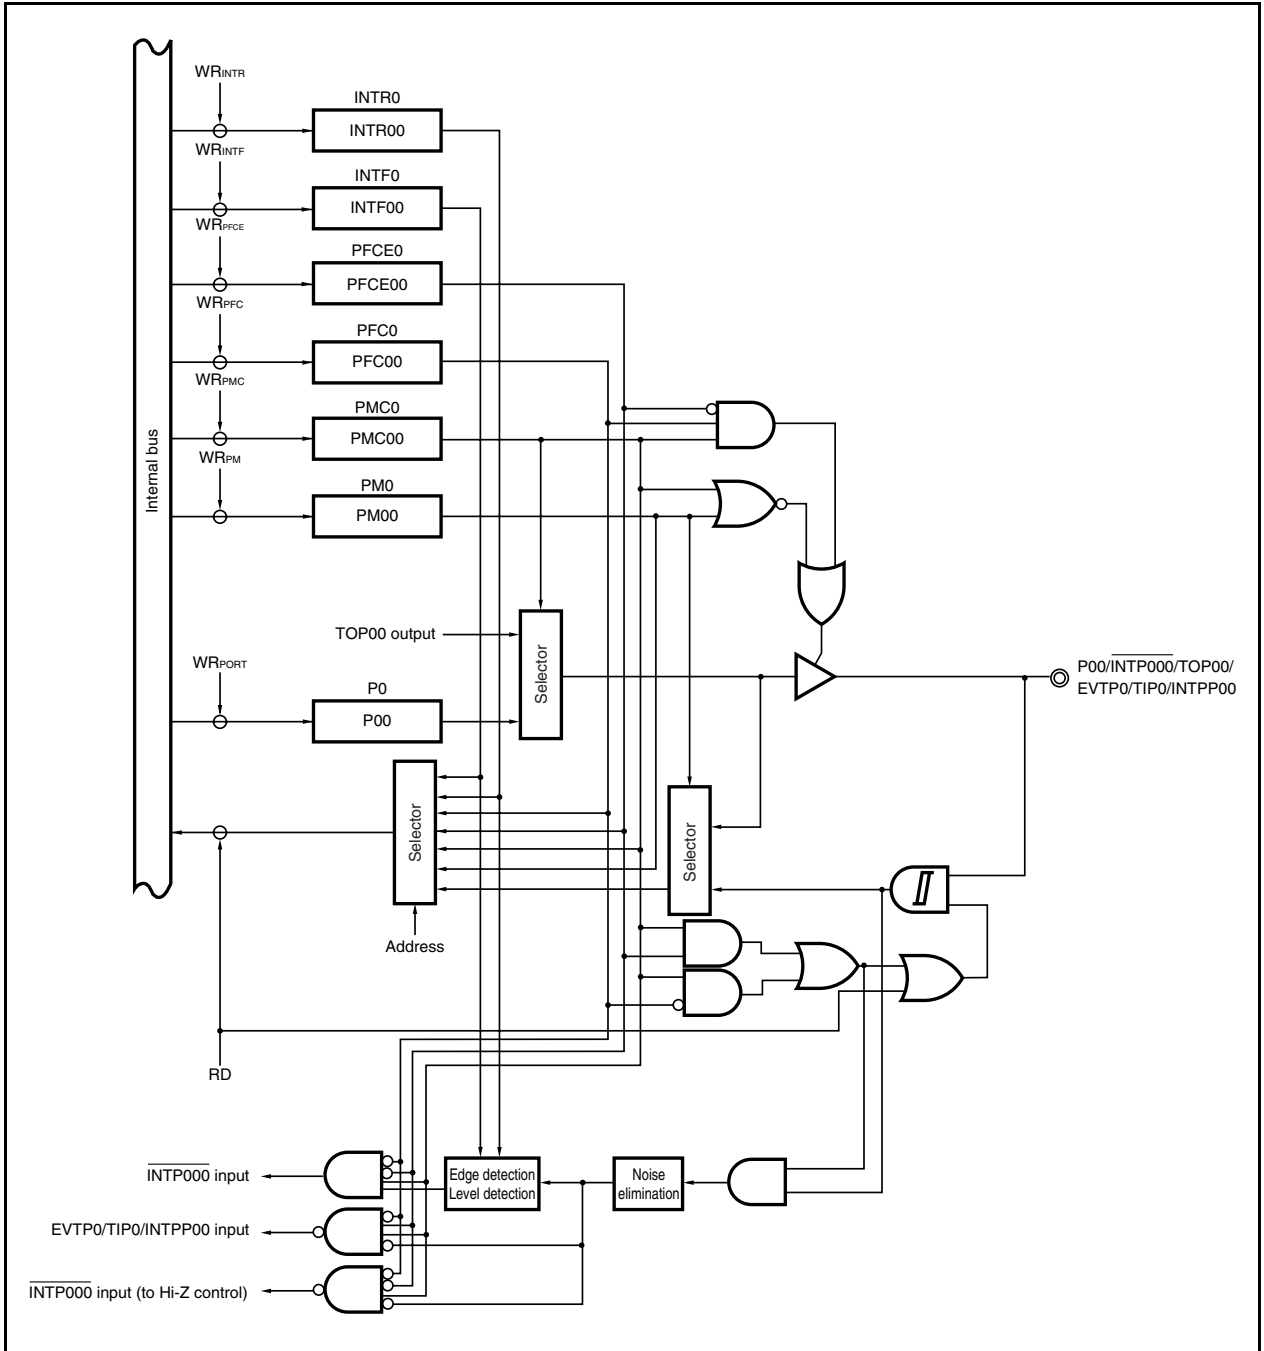 WRINTR
INTR0
INTR00
WRINTF
INTF0
INTF00
WRPFCE
PFCE0
PFCE00
WRPFC
PFC0
PFC00
WRPMC
PMC0
PMC00
WRPM
PM0
PM00
Internal bus
TOP00 output
Selector
WRPORT
P0
P00
P00/INTP000/TOP00/
EVTP0/TIP0/INTPP00
Selector
Selector
Address
RD
INTP000 input
Edge detection
Level detection
Noise
elimination
EVTP0/TIP0/INTPP00 input
INTP000 input (to Hi-Z control)